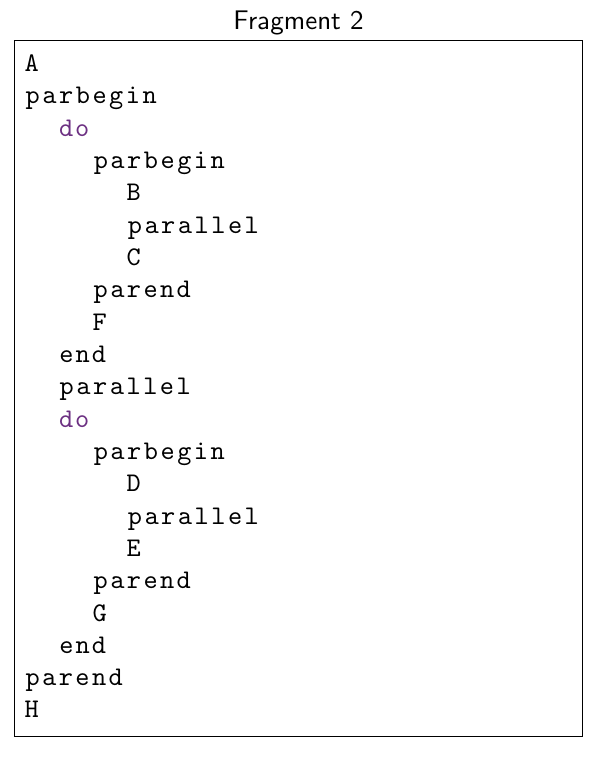 Fragment 2
A
parbegin
do
parbegin
B
parallel
C
parend
F
end
parallel
do
parbegin
D
parallel
E
parend
G
end
parend
H